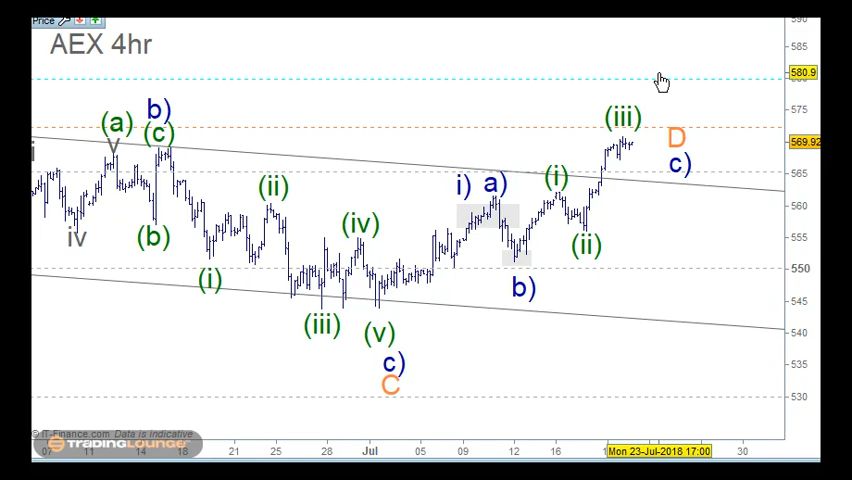 Price
590
AEX 4hr
585
580.9
580
575
569.92
565
560
555
550
545
540
535
530
b)
(a)
(c)
v
i
iv
(b)
(i)
(ii)
(iv)
(iii)
(v)
c)
C
i)
a)
b)
(i)
(ii)
(iii)
D
c)
© IT-Finance.com Data is indicative
TRADINGLOUNGE
07 11 14 18 21 25 28 Jul 05 09 12 16 Mon 23-Jul-2018 17:00 30